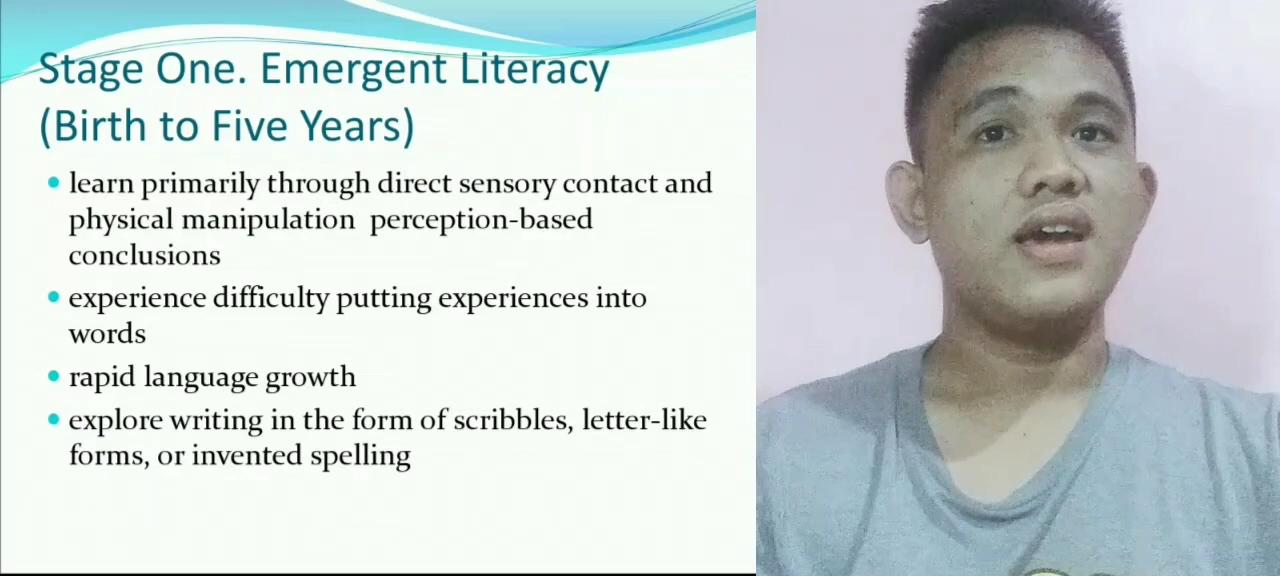 Stage One. Emergent Literacy
(Birth to Five Years)
learn primarily through direct sensory contact and
physical manipulation  perception-based
conclusions
experience difficulty putting experiences into
words
rapid language growth
explore writing in the form of scribbles, letter-like
forms, or invented spelling